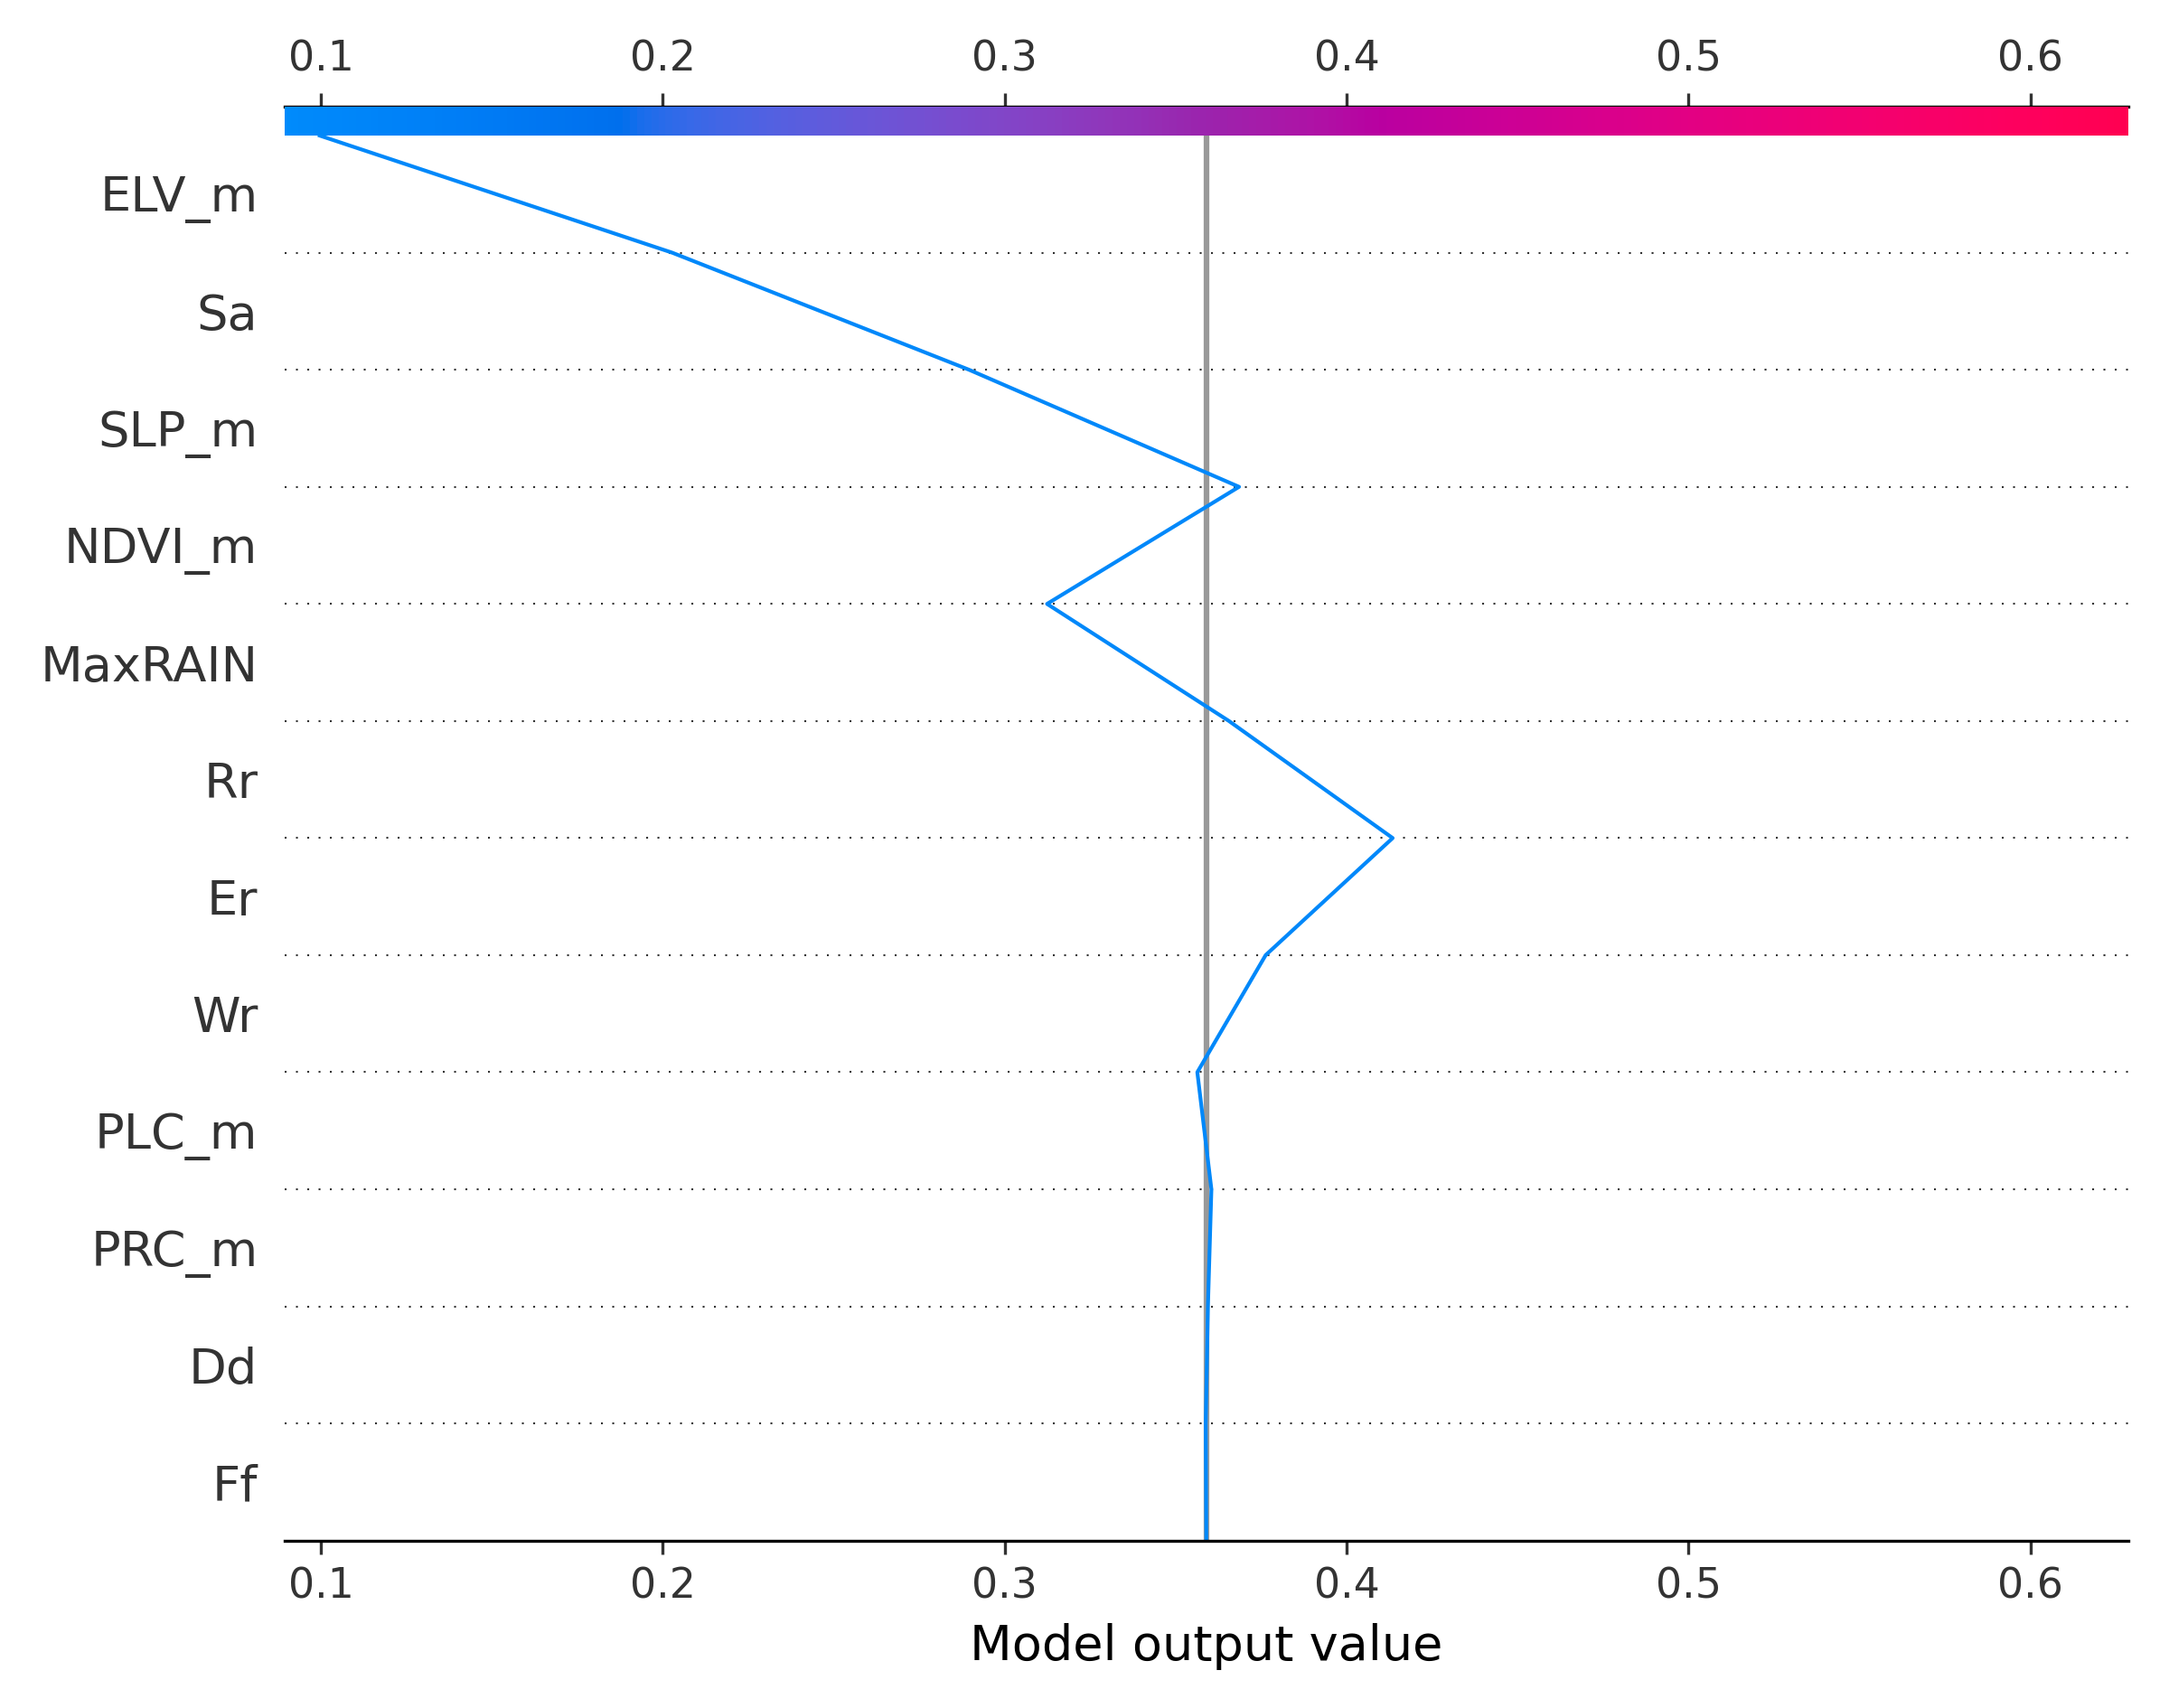 0.1 0.2 0.3 0.4 0.5 0.6
ELV_m
Sa
SLP_m
NDVI_m
MaxRAIN
Rr
Er
Wr
PLC_m
PRC_m
Dd
Ff
0.1 0.2 0.3 0.4 0.5 0.6
Model output value